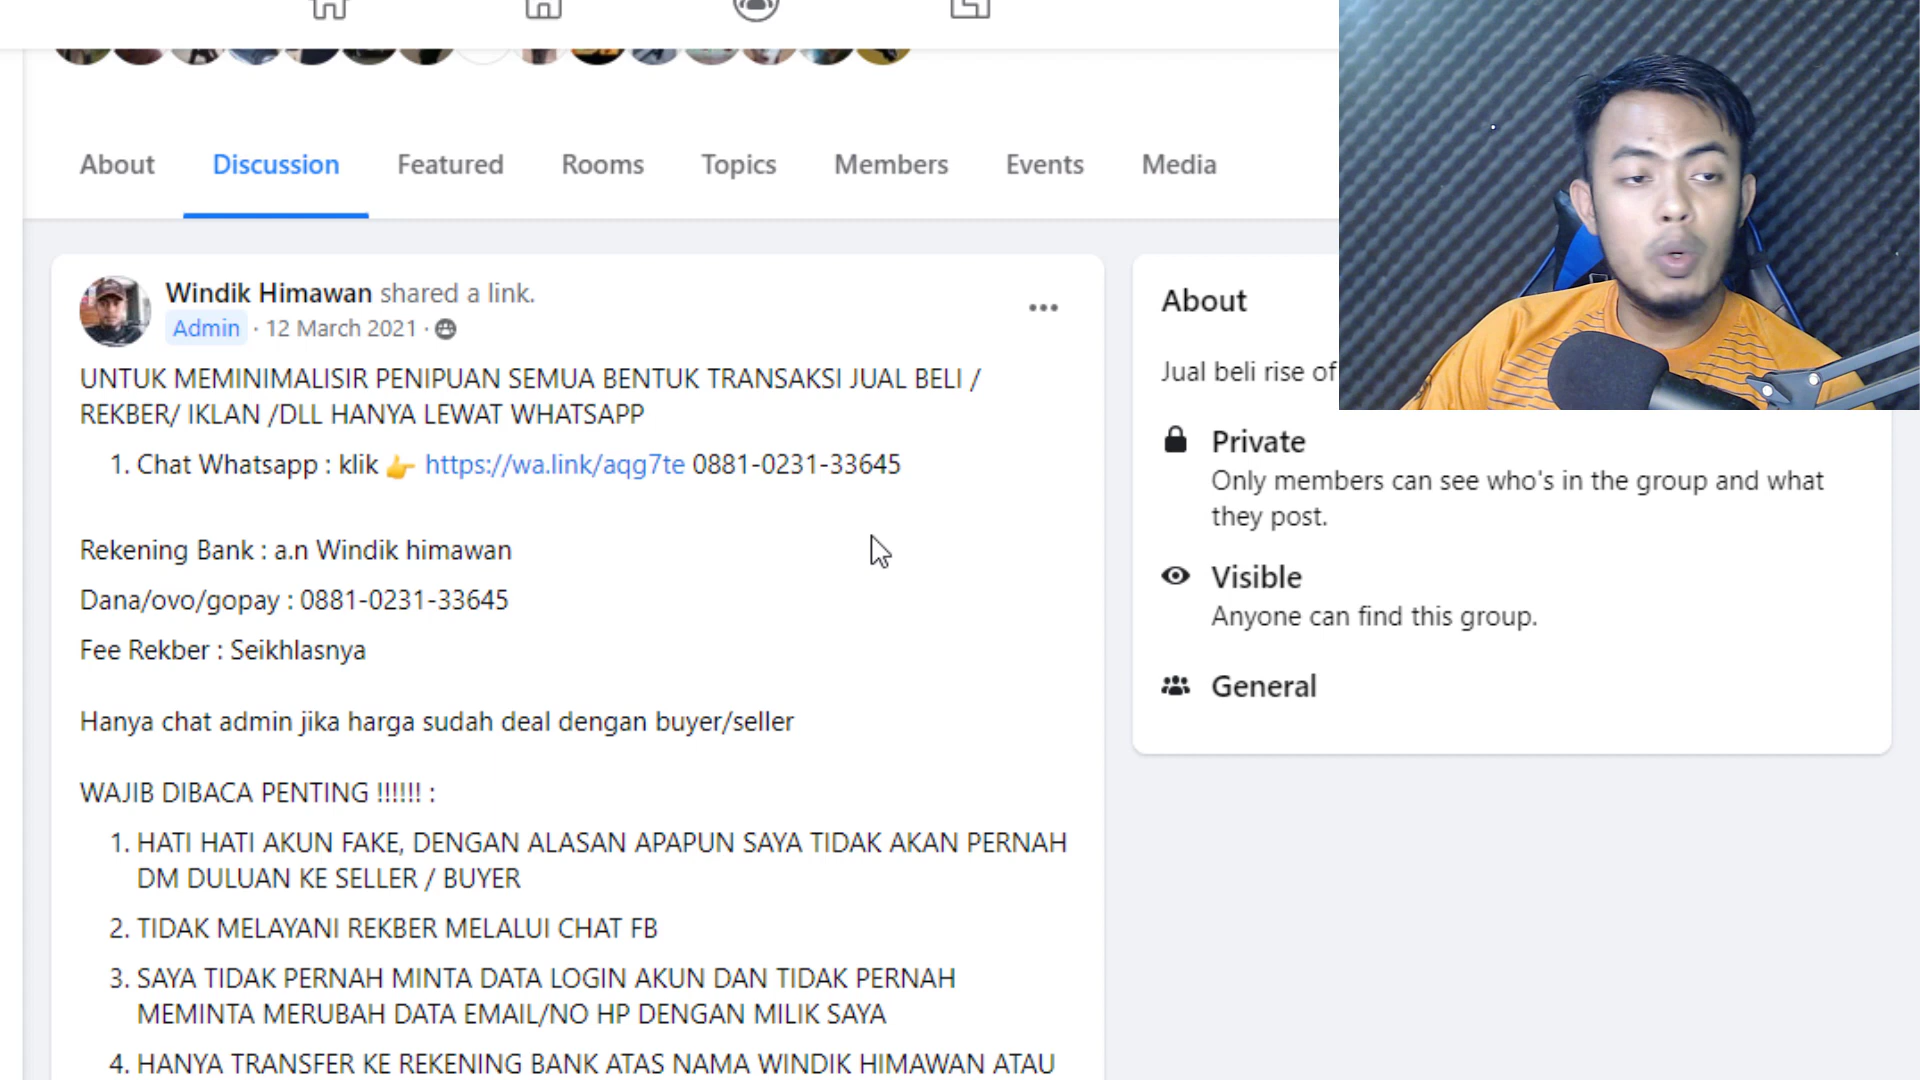 About Discussion Featured Rooms Topics Members Events Media
Windik Himawan shared a link.
Admin · 12 March 2021 ·
UNTUK MEMINIMALISIR PENIPUAN SEMUA BENTUK TRANSAKSI JUAL BELI /
REKBER/ IKLAN /DLL HANYA LEWAT WHATSAPP
1. Chat Whatsapp : klik 👉 https://wa.link/aqg7te 0881-0231-33645
Rekening Bank : a.n Windik himawan
Dana/ovo/gopay : 0881-0231-33645
Fee Rekber : Seikhlasnya
Hanya chat admin jika harga sudah deal dengan buyer/seller
WAJIB DIBACA PENTING !!!!!! :
1. HATI HATI AKUN FAKE, DENGAN ALASAN APAPUN SAYA TIDAK AKAN PERNAH
DM DULUAN KE SELLER / BUYER
2. TIDAK MELAYANI REKBER MELALUI CHAT FB
3. SAYA TIDAK PERNAH MINTA DATA LOGIN AKUN DAN TIDAK PERNAH
MEMINTA MERUBAH DATA EMAIL/NO HP DENGAN MILIK SAYA
4. HANYA TRANSFER KE REKENING BANK ATAS NAMA WINDIK HIMAWAN ATAU
About
Jual beli rise of
Private
Only members can see who's in the group and what
they post.
Visible
Anyone can find this group.
General